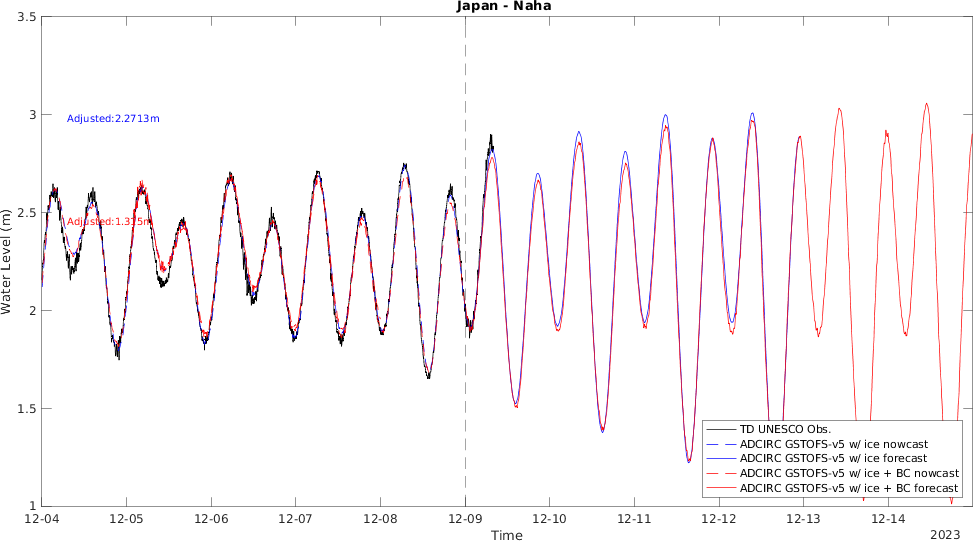 Japan - Naha
3.5
3
2.5
2
1.5
1
Water Level (m)
Adjusted:2.2713m
Adjusted:1.315m
TD UNESCO Obs.
ADCIRC GSTOFS-v5 w/ ice nowcast
ADCIRC GSTOFS-v5 w/ ice forecast
ADCIRC GSTOFS-v5 w/ ice + BC nowcast
ADCIRC GSTOFS-v5 w/ ice + BC forecast
12-04 12-05 12-06 12-07 12-08 12-09 12-10 12-11 12-12 12-13 12-14
Time
2023